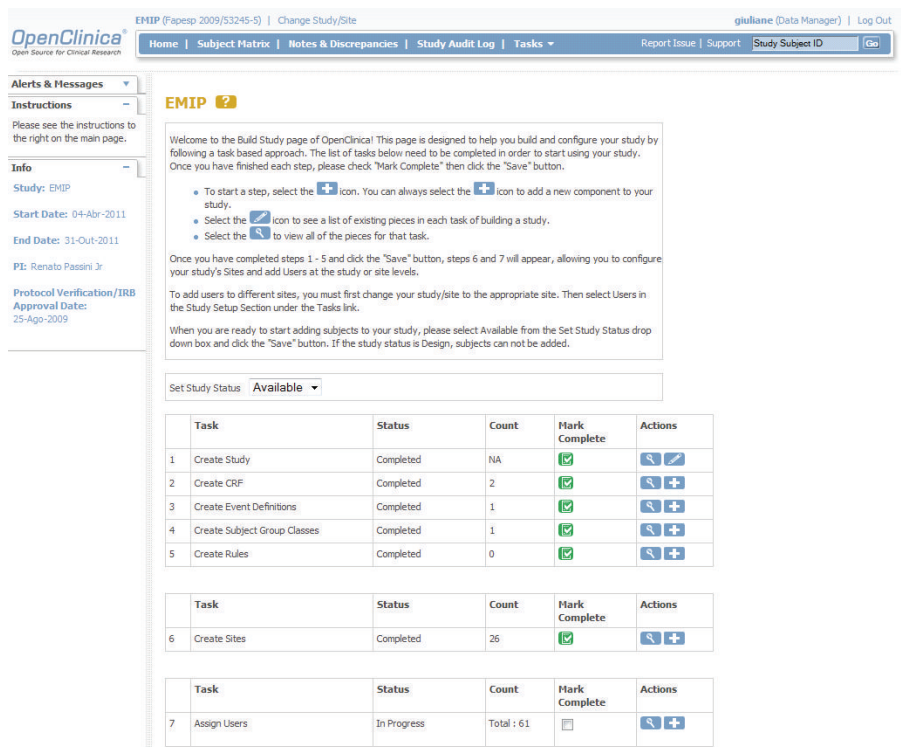 EMIP (Fapesp 2009/53245-5) | Change Study/Site
giuliane (Data Manager) | Log Out
OpenClinica®
Open Source for Clinical Research
Home | Subject Matrix | Notes & Discrepancies | Study Audit Log | Tasks
Report Issue | Support Study Subject ID Go
Alerts & Messages
Instructions
Please see the instructions to
the right on the main page.
Info
Study: EMIP
Start Date: 04-Abr-2011
End Date: 31-Out-2011
PI: Renato Passini Jr
Protocol Verification/IRB
Approval Date:
25-Ago-2009
EMIP ?
Welcome to the Build Study page of OpenClinica! This page is designed to help you build and configure your study by
following a task based approach. The list of tasks below need to be completed in order to start using your study.
Once you have finished each step, please check "Mark Complete" then click the "Save" button.
To start a step, select the icon. You can always select the icon to add a new component to your
study.
Select the icon to see a list of existing pieces in each task of building a study.
Select the to view all of the pieces for that task.
Once you have completed steps 1 - 5 and click the "Save" button, steps 6 and 7 will appear, allowing you to configure
your study's Sites and add Users at the study or site levels.
To add users to different sites, you must first change your study/site to the appropriate site. Then select Users in
the Study Setup Section under the Tasks link.
When you are ready to start adding subjects to your study, please select Available from the Set Study Status drop
down box and click the "Save" button. If the study status is Design, subjects can not be added.
Set Study Status Available
Task Status Count Mark Complete Actions
1 Create Study Completed NA
2 Create CRF Completed 2
3 Create Event Definitions Completed 1
4 Create Subject Group Classes Completed 1
5 Create Rules Completed 0
Task Status Count Mark Complete Actions
6 Create Sites Completed 26
Task Status Count Mark Complete Actions
7 Assign Users In Progress Total : 61